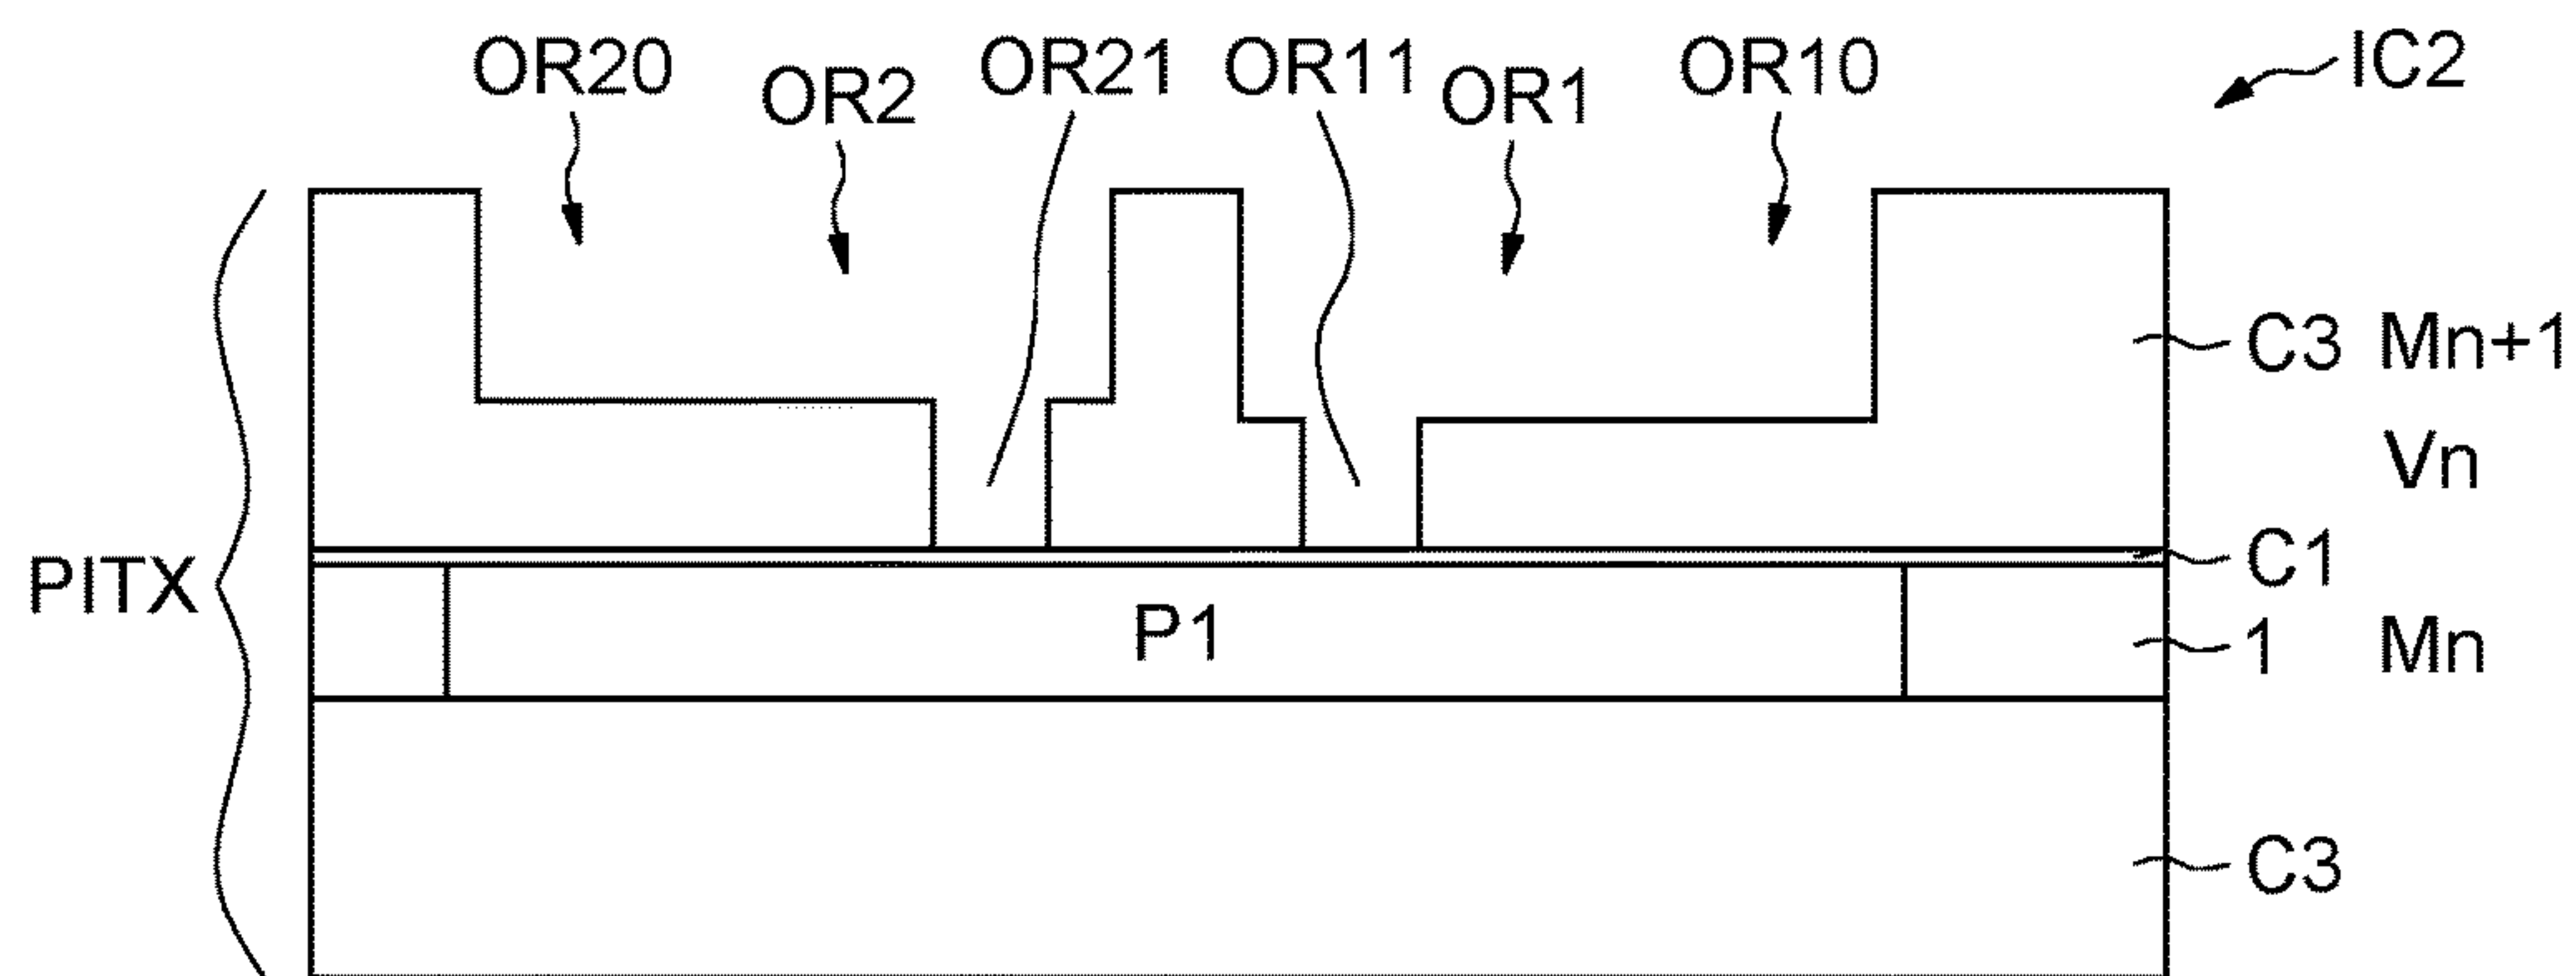 OR20 OR2 OR21 OR11 OR1 OR10 IC2
C3 Mn+1
Vn
C1
PITX
P1 1 Mn
C3